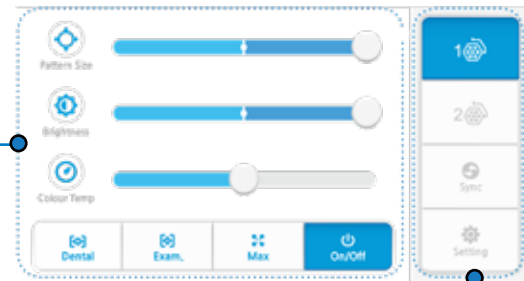 Pattern Size
Brightness
Colour Temp
Dental
Exam.
Max
On/Off
1
2
Sync
Setting